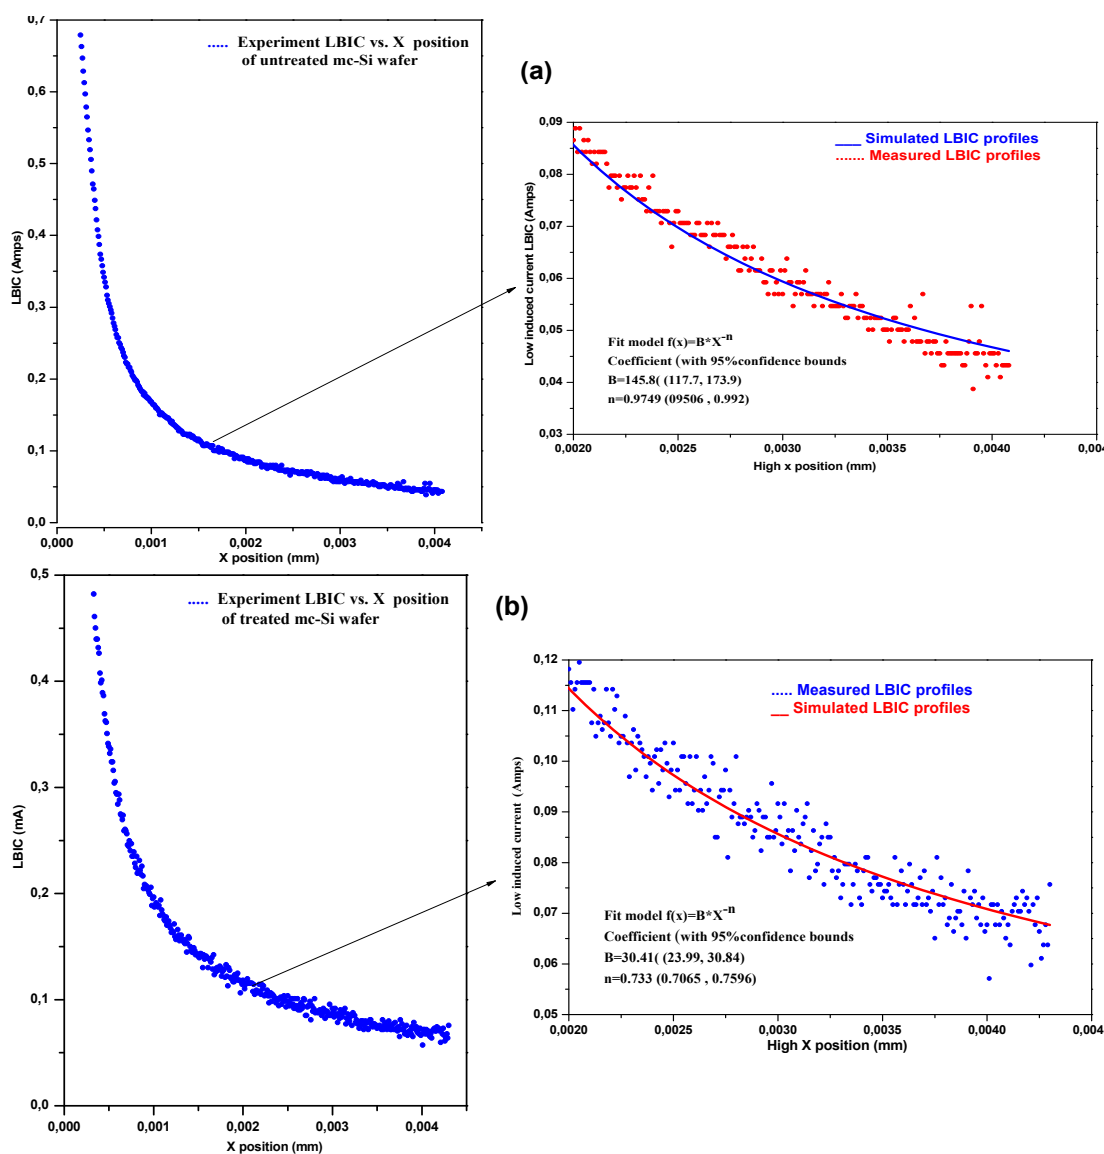 0,7
0,6
0,5
0,4
0,3
0,2
0,1
0,0
LBIC (Amps)
..... Experiment LBIC vs. X position
of untreated mc-Si wafer
0,000 0,001 0,002 0,003 0,004
X position (mm)
(a)
0,09
0,08
0,07
0,06
0,05
0,04
0,03
Low induced current LBIC (Amps)
___ Simulated LBIC profiles
....... Measured LBIC profiles
Fit model f(x)=B*X-n
Coefficient (with 95%confidence bounds
B=145.8( (117.7, 173.9)
n=0.9749 (09506 , 0.992)
0,0020 0,0025 0,0030 0,0035 0,0040 0,004
High x position (mm)
0,5
0,4
0,3
0,2
0,1
0,0
LBIC (mA)
..... Experiment LBIC vs. X position
of treated mc-Si wafer
0,000 0,001 0,002 0,003 0,004
X position (mm)
(b)
0,12
0,11
0,10
0,09
0,08
0,07
0,06
0,05
Low induced current (Amps)
..... Measured LBIC profiles
__ Simulated LBIC profiles
Fit model f(x)=B*X-n
Coefficient (with 95%confidence bounds
B=30.41( (23.99, 30.84)
n=0.733 (0.7065 , 0.7596)
0,0020 0,0025 0,0030 0,0035 0,0040 0,004
High X position (mm)